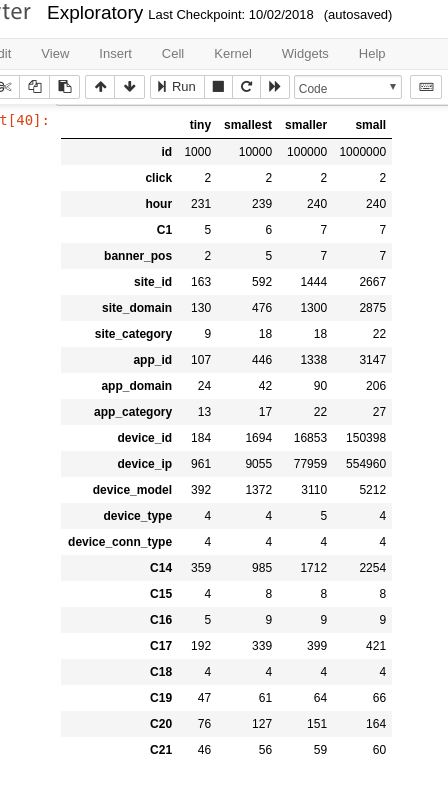 ter Exploratory Last Checkpoint: 10/02/2018 (autosaved)
dit View Insert Cell Kernel Widgets Help
Run Code
t[40]:
tiny smallest smaller small
id 1000 10000 100000 1000000
click 2 2 2 2
hour 231 239 240 240
C1 5 6 7 7
banner_pos 2 5 7 7
site_id 163 592 1444 2667
site_domain 130 476 1300 2875
site_category 9 18 18 22
app_id 107 446 1338 3147
app_domain 24 42 90 206
app_category 13 17 22 27
device_id 184 1694 16853 150398
device_ip 961 9055 77959 554960
device_model 392 1372 3110 5212
device_type 4 4 5 4
device_conn_type 4 4 4 4
C14 359 985 1712 2254
C15 4 8 8 8
C16 5 9 9 9
C17 192 339 399 421
C18 4 4 4 4
C19 47 61 64 66
C20 76 127 151 164
C21 46 56 59 60